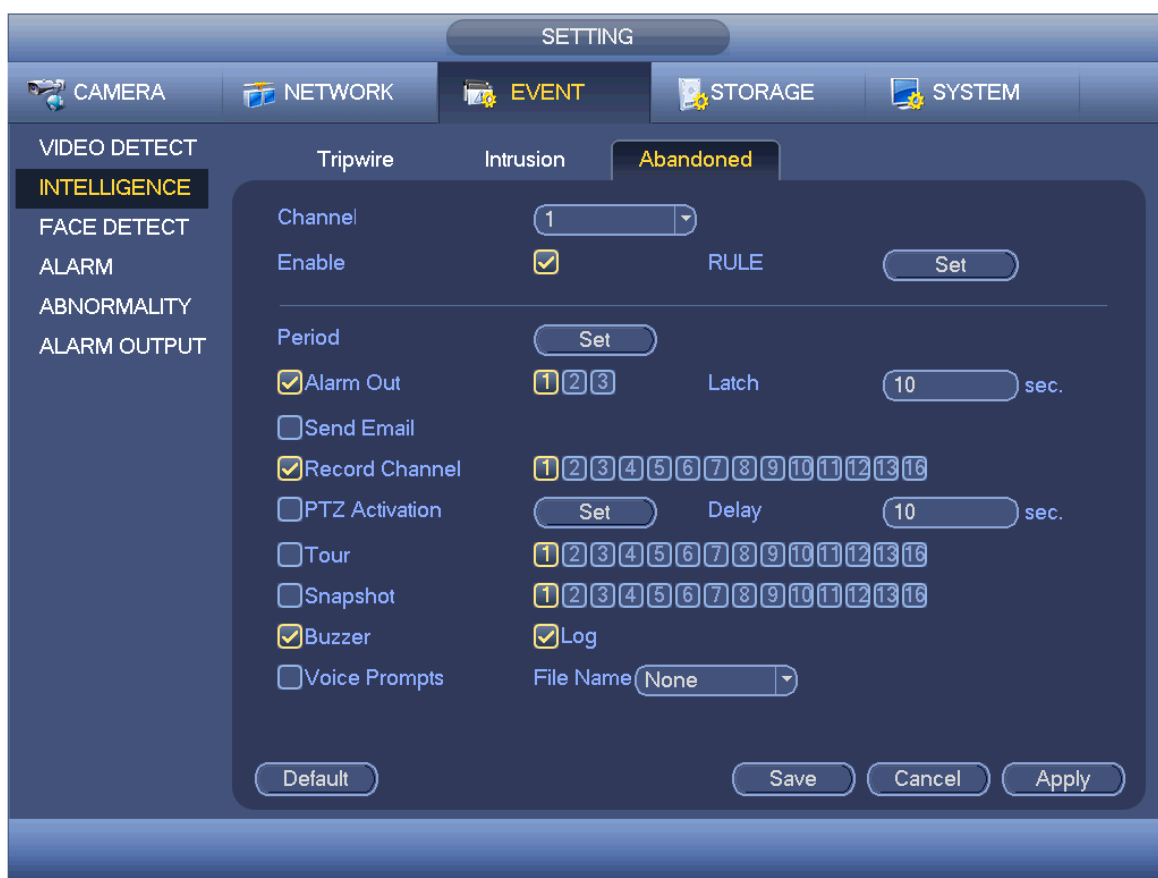 SETTING
CAMERA NETWORK EVENT STORAGE SYSTEM
VIDEO DETECT
INTELLIGENCE
FACE DETECT
ALARM
ABNORMALITY
ALARM OUTPUT
Tripwire Intrusion Abandoned
Channel 1
Enable RULE Set
Period Set
Alarm Out 1 2 3 Latch 10 sec.
Send Email
Record Channel 1 2 3 4 5 6 7 8 9 10 11 12 13 16
PTZ Activation Set Delay 10 sec.
Tour 1 2 3 4 5 6 7 8 9 10 11 12 13 16
Snapshot 1 2 3 4 5 6 7 8 9 10 11 12 13 16
Buzzer Log
Voice Prompts File Name None
Default Save Cancel Apply